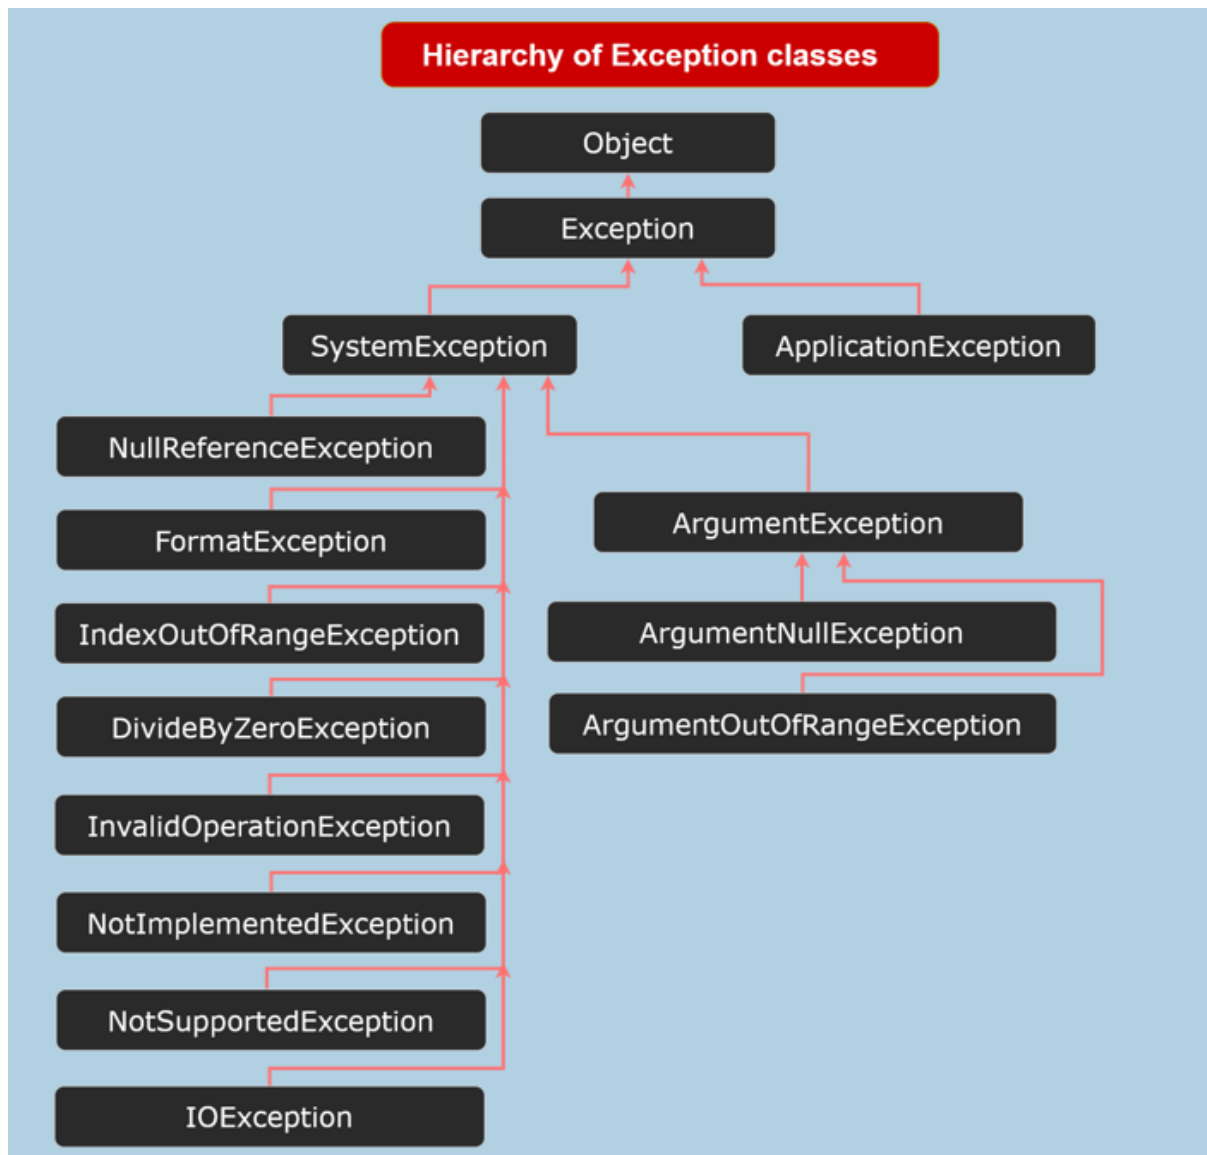 Hierarchy of Exception classes
Object
Exception
SystemException
ApplicationException
NullReferenceException
ArgumentException
FormatException
IndexOutOfRangeException
ArgumentNullException
DivideByZeroException
ArgumentOutOfRangeException
InvalidOperationException
NotImplementedException
NotSupportedException
IOException